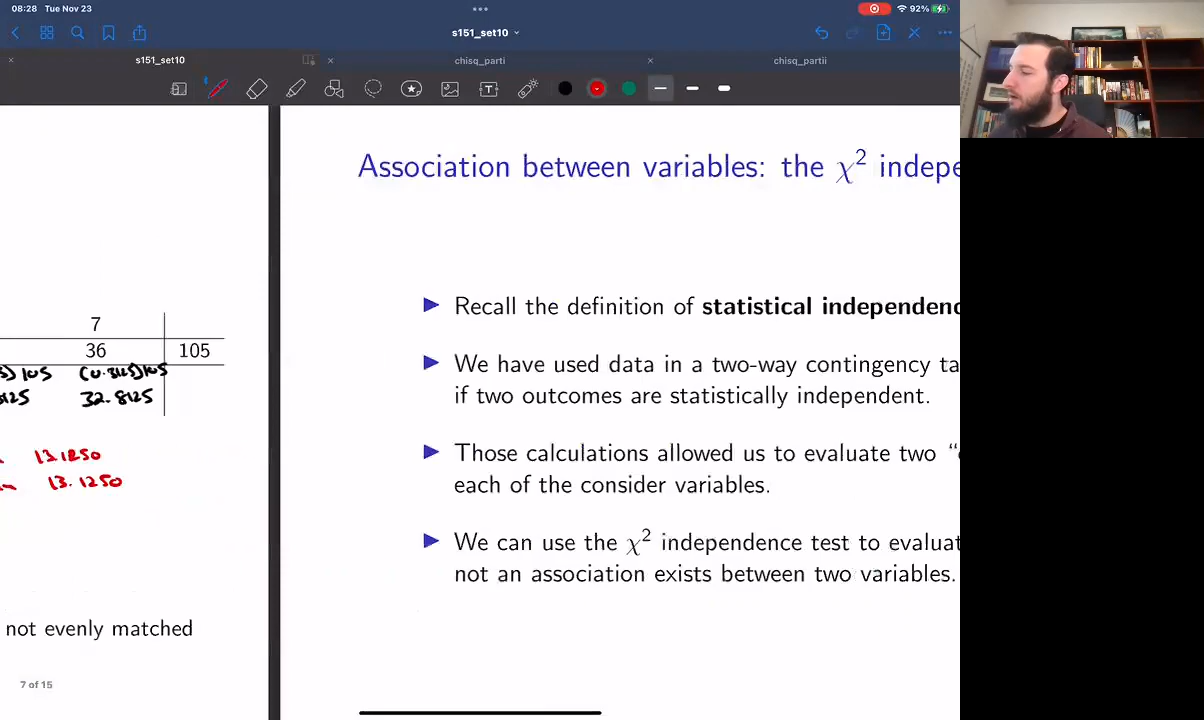 08:28 Tue Nov 23
92%
s151_set10
s151_set10
chisq_parti
chisq_partii
7
36 105
105 (0.3125)105
32.8125
13.1250
13.1250
not evenly matched
7 of 15
Association between variables: the χ² indepe
Recall the definition of statistical independenc
We have used data in a two-way contingency ta
if two outcomes are statistically independent.
Those calculations allowed us to evaluate two “
each of the consider variables.
We can use the χ² independence test to evaluat
not an association exists between two variables.